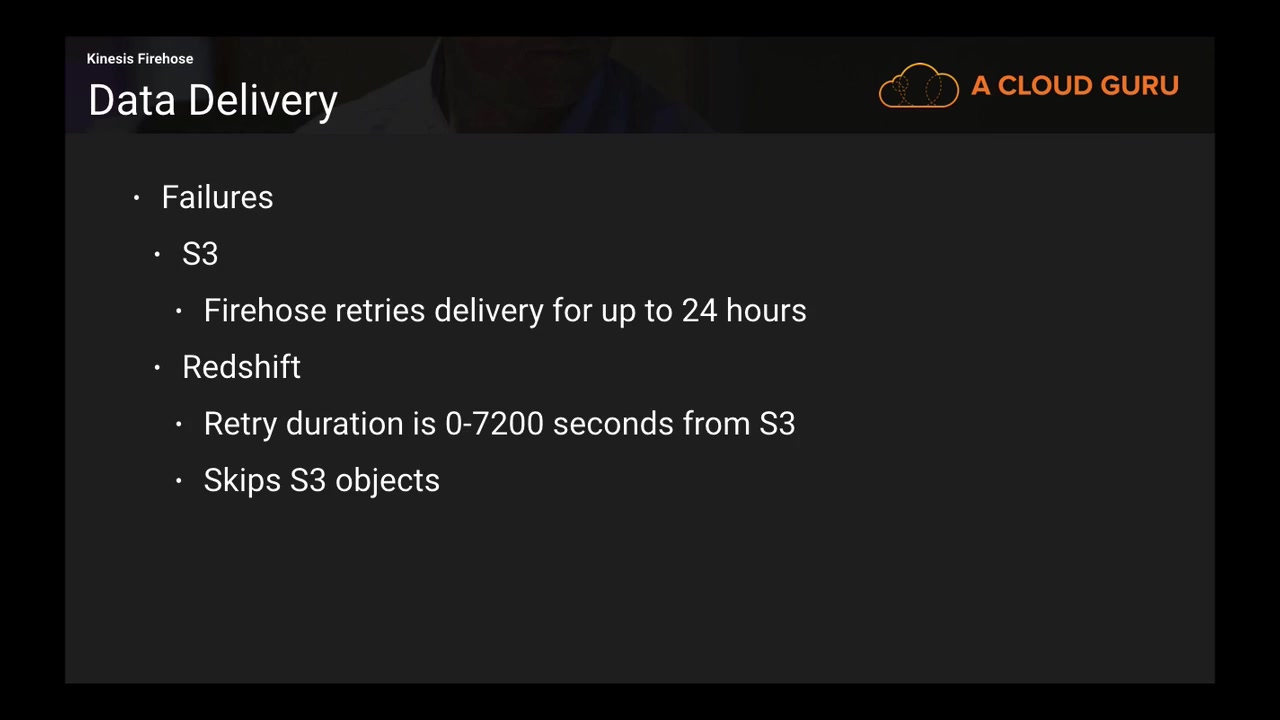 Kinesis Firehose
Data Delivery
A CLOUD GURU
• Failures
• S3
• Firehose retries delivery for up to 24 hours
• Redshift
• Retry duration is 0-7200 seconds from S3
• Skips S3 objects